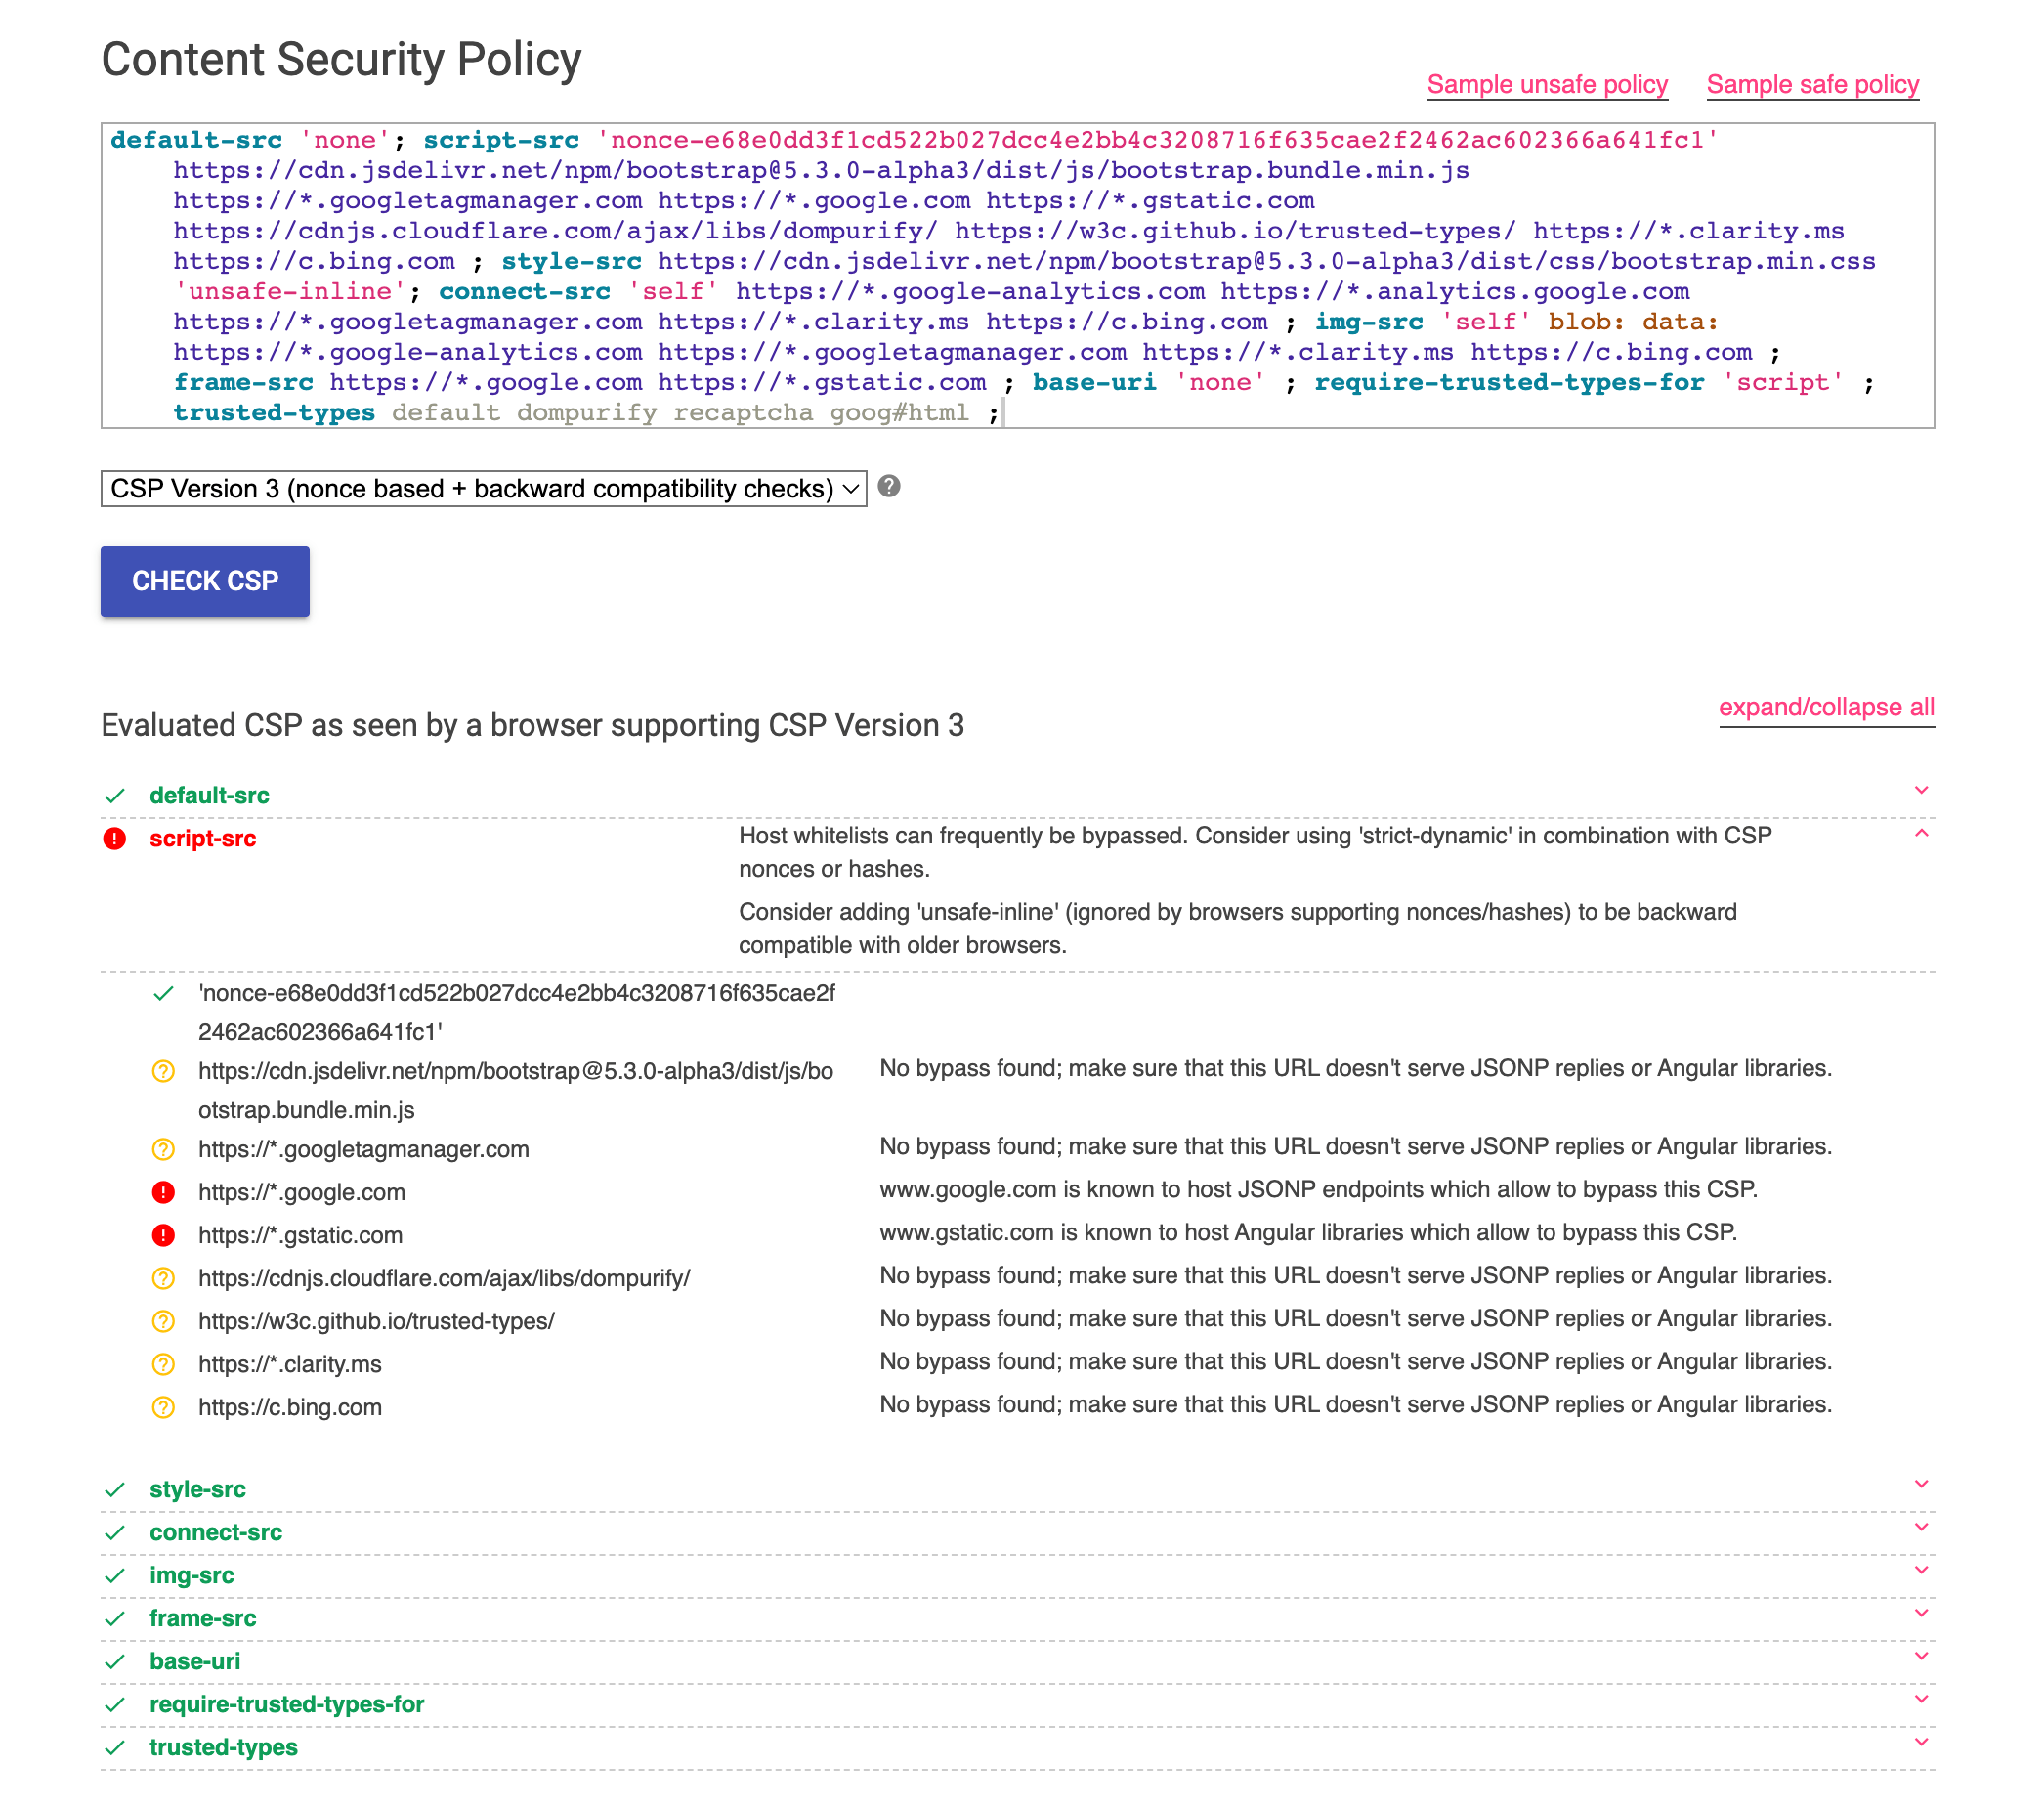 Content Security Policy
Sample unsafe policy Sample safe policy
default-src 'none'; script-src 'nonce-e68e0dd3f1cd522b027dcc4e2bb4c3208716f635cae2f2462ac602366a641fc1'
https://cdn.jsdelivr.net/npm/bootstrap@5.3.0-alpha3/dist/js/bootstrap.bundle.min.js
https://*.googletagmanager.com https://*.google.com https://*.gstatic.com
https://cdnjs.cloudflare.com/ajax/libs/dompurify/ https://w3c.github.io/trusted-types/ https://*.clarity.ms
https://c.bing.com ; style-src https://cdn.jsdelivr.net/npm/bootstrap@5.3.0-alpha3/dist/css/bootstrap.min.css
'unsafe-inline'; connect-src 'self' https://*.google-analytics.com https://*.analytics.google.com
https://*.googletagmanager.com https://*.clarity.ms https://c.bing.com ; img-src 'self' blob: data:
https://*.google-analytics.com https://*.googletagmanager.com https://*.clarity.ms https://c.bing.com ;
frame-src https://*.google.com https://*.gstatic.com ; base-uri 'none' ; require-trusted-types-for 'script' ;
trusted-types default dompurify recaptcha goog#html ;
CSP Version 3 (nonce based + backward compatibility checks)
CHECK CSP
expand/collapse all
Evaluated CSP as seen by a browser supporting CSP Version 3
default-src
script-src
Host whitelists can frequently be bypassed. Consider using 'strict-dynamic' in combination with CSP
nonces or hashes.
Consider adding 'unsafe-inline' (ignored by browsers supporting nonces/hashes) to be backward
compatible with older browsers.
'nonce-e68e0dd3f1cd522b027dcc4e2bb4c3208716f635cae2f
2462ac602366a641fc1'
https://cdn.jsdelivr.net/npm/bootstrap@5.3.0-alpha3/dist/js/bo
otstrap.bundle.min.js
No bypass found; make sure that this URL doesn't serve JSONP replies or Angular libraries.
https://*.googletagmanager.com
No bypass found; make sure that this URL doesn't serve JSONP replies or Angular libraries.
https://*.google.com
www.google.com is known to host JSONP endpoints which allow to bypass this CSP.
https://*.gstatic.com
www.gstatic.com is known to host Angular libraries which allow to bypass this CSP.
https://cdnjs.cloudflare.com/ajax/libs/dompurify/
No bypass found; make sure that this URL doesn't serve JSONP replies or Angular libraries.
https://w3c.github.io/trusted-types/
No bypass found; make sure that this URL doesn't serve JSONP replies or Angular libraries.
https://*.clarity.ms
No bypass found; make sure that this URL doesn't serve JSONP replies or Angular libraries.
https://c.bing.com
No bypass found; make sure that this URL doesn't serve JSONP replies or Angular libraries.
style-src
connect-src
img-src
frame-src
base-uri
require-trusted-types-for
trusted-types